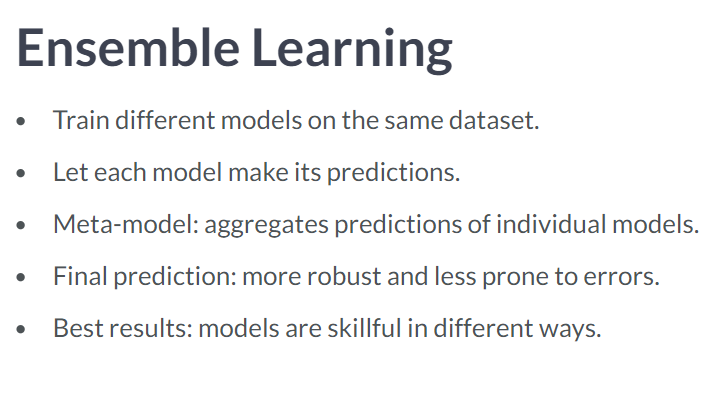 Ensemble Learning
• Train different models on the same dataset.
• Let each model make its predictions.
• Meta-model: aggregates predictions of individual models.
• Final prediction: more robust and less prone to errors.
• Best results: models are skillful in different ways.